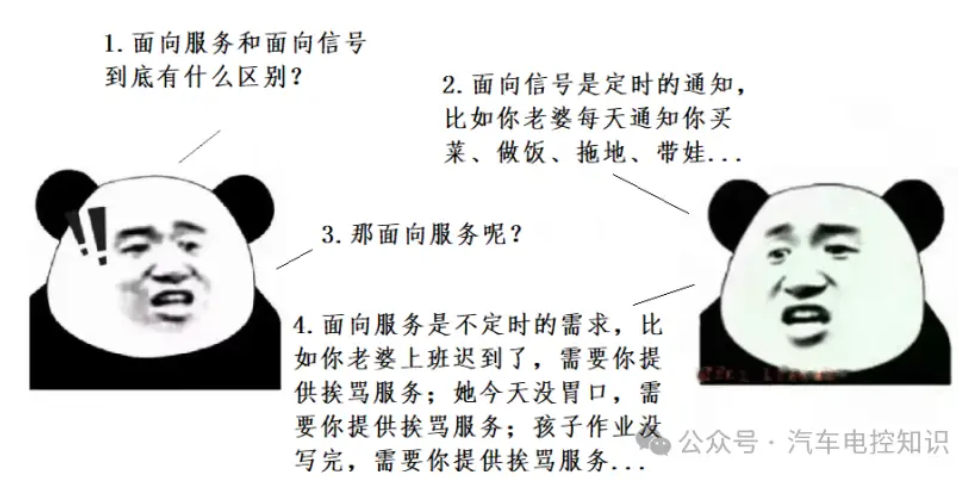 1.面向服务和面向信号
到底有什么区别?
2.面向信号是定时的通知，
比如你老婆每天通知你买
菜、做饭、拖地、带娃...
3.那面向服务呢?
4.面向服务是不定时的需求，比
如你老婆上班迟到了，需要你提
供挨骂服务；她今天没胃口，需
要你提供挨骂服务；孩子作业没
写完，需要你提供挨骂服务...
公众号·汽车电控知识